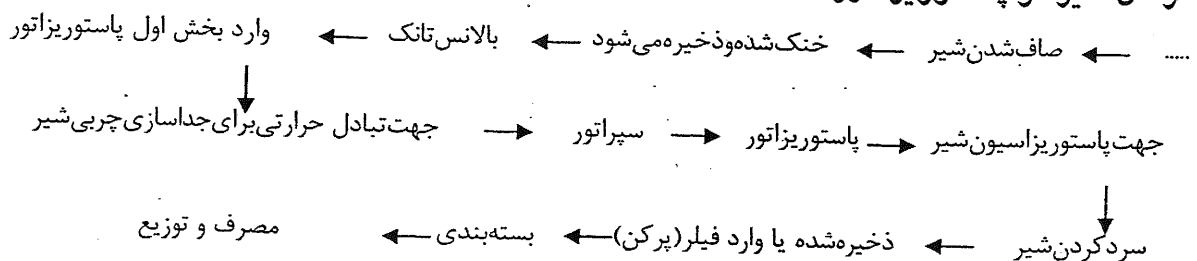 ..... ← صاف‌شدن‌شیر ← خنک‌شده‌وذخیره‌می‌شود ← بالانس‌تانک ← وارد بخش اول پاستوریزاتور
↓
جهت‌تبادل حرارتی‌برای‌جداسازی‌چربی‌شیر → سپراتور → پاستوریزاتور → جهت‌پاستوریزاسیون‌شیر
↓
سردکردن‌شیر ← ذخیره‌شده یا وارد فیلر(پرکن) ← بسته‌بندی ← مصرف و توزیع